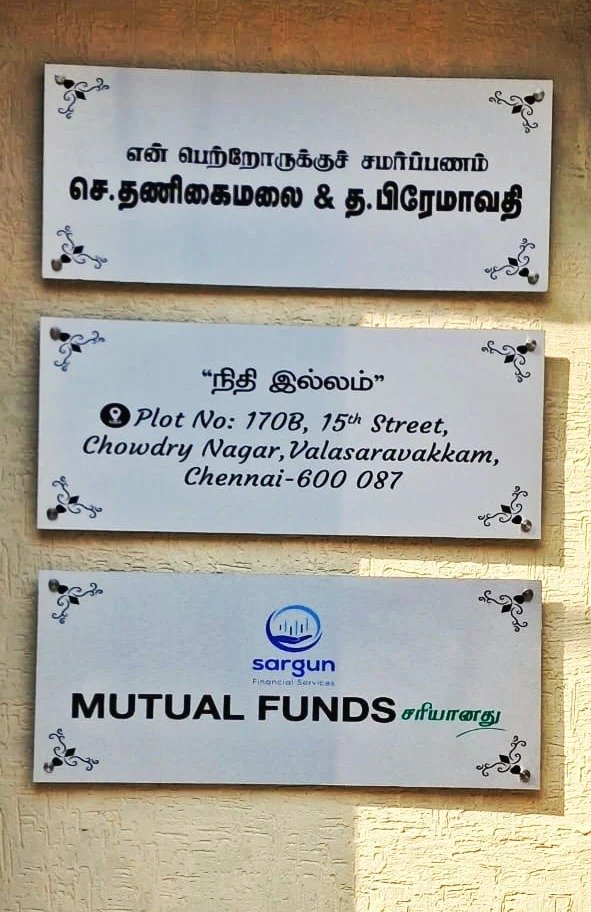 என் பெற்றோருக்குச் சமர்ப்பணம்
செ.தணிகைமலை & த.பிரேமாவதி
“நிதி இல்லம்”
Plot No: 170B, 15th Street,
Chowdry Nagar,Valasaravakkam,
Chennai-600 087
sargun
Financial Services
MUTUAL FUNDS சரியானது